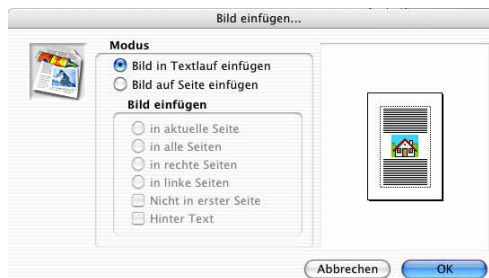 Bild einfügen...
Modus
Bild in Textlauf einfügen
Bild auf Seite einfügen
Bild einfügen
in aktuelle Seite
in alle Seiten
in rechte Seiten
in linke Seiten
Nicht in erster Seite
Hinter Text
Abbrechen OK